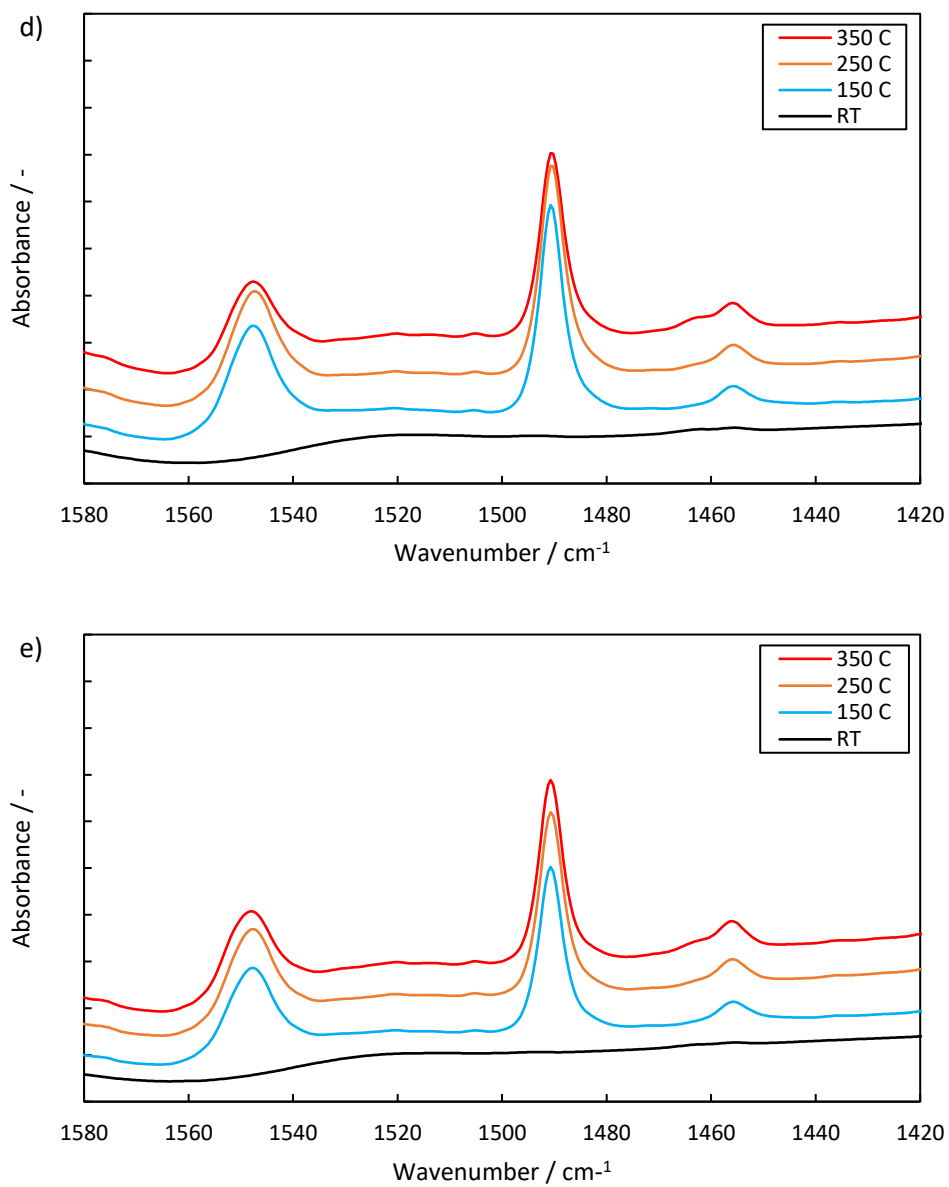 d)
350 C
250 C
150 C
RT
Absorbance / -
1580 1560 1540 1520 1500 1480 1460 1440 1420
Wavenumber / cm⁻¹
e)
350 C
250 C
150 C
RT
Absorbance / -
1580 1560 1540 1520 1500 1480 1460 1440 1420
Wavenumber / cm-¹